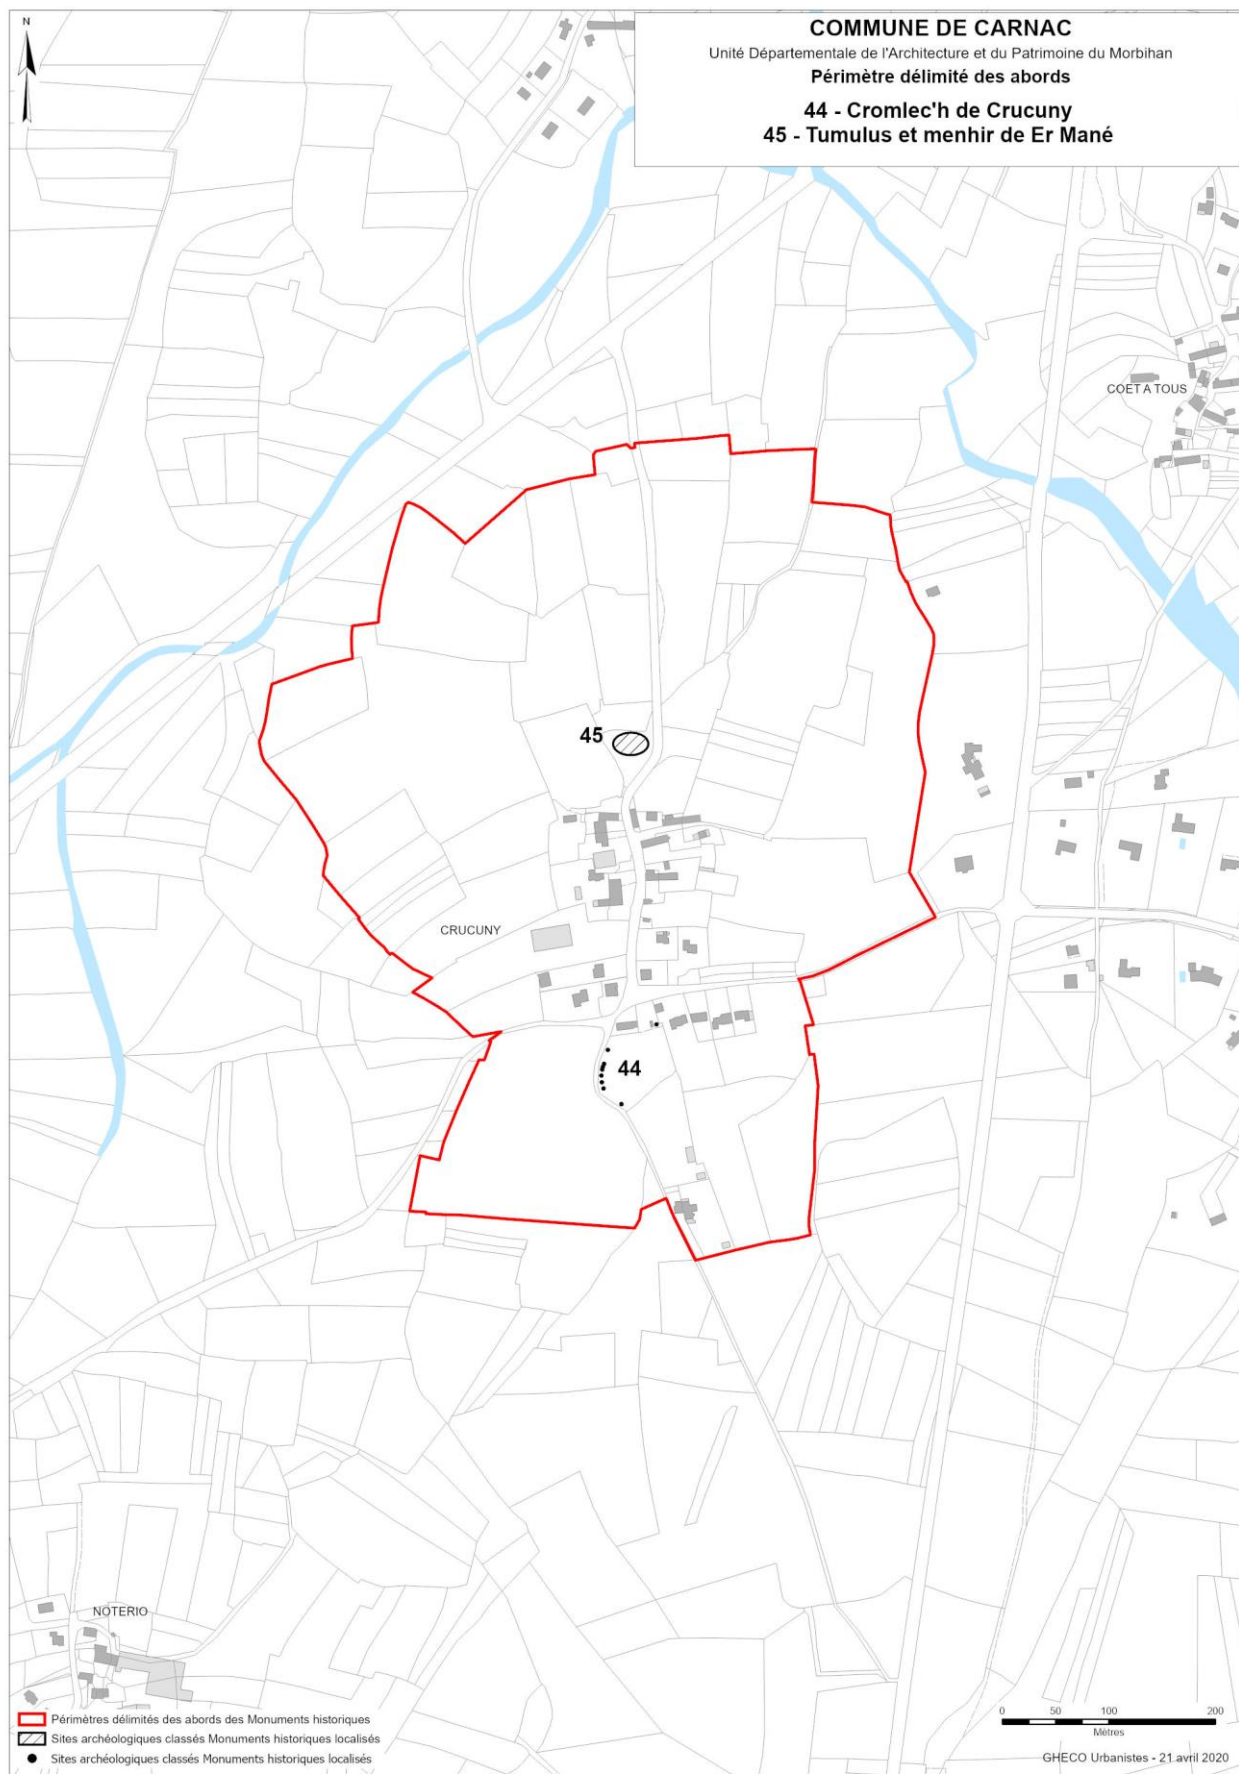 N
COMMUNE DE CARNAC
Unité Départementale de l'Architecture et du Patrimoine du Morbihan
Périmètre délimité des abords
44 - Cromlec'h de Crucuny
45 - Tumulus et menhir de Er Mané
COET A TOUS
45
CRUCUNY
44
NOTERIO
Périmètres délimités des abords des Monuments historiques
Sites archéologiques classés Monuments historiques localisés
Sites archéologiques classés Monuments historiques localisés
0 50 100 200
Mètres
GHECO Urbanistes - 21 avril 2020